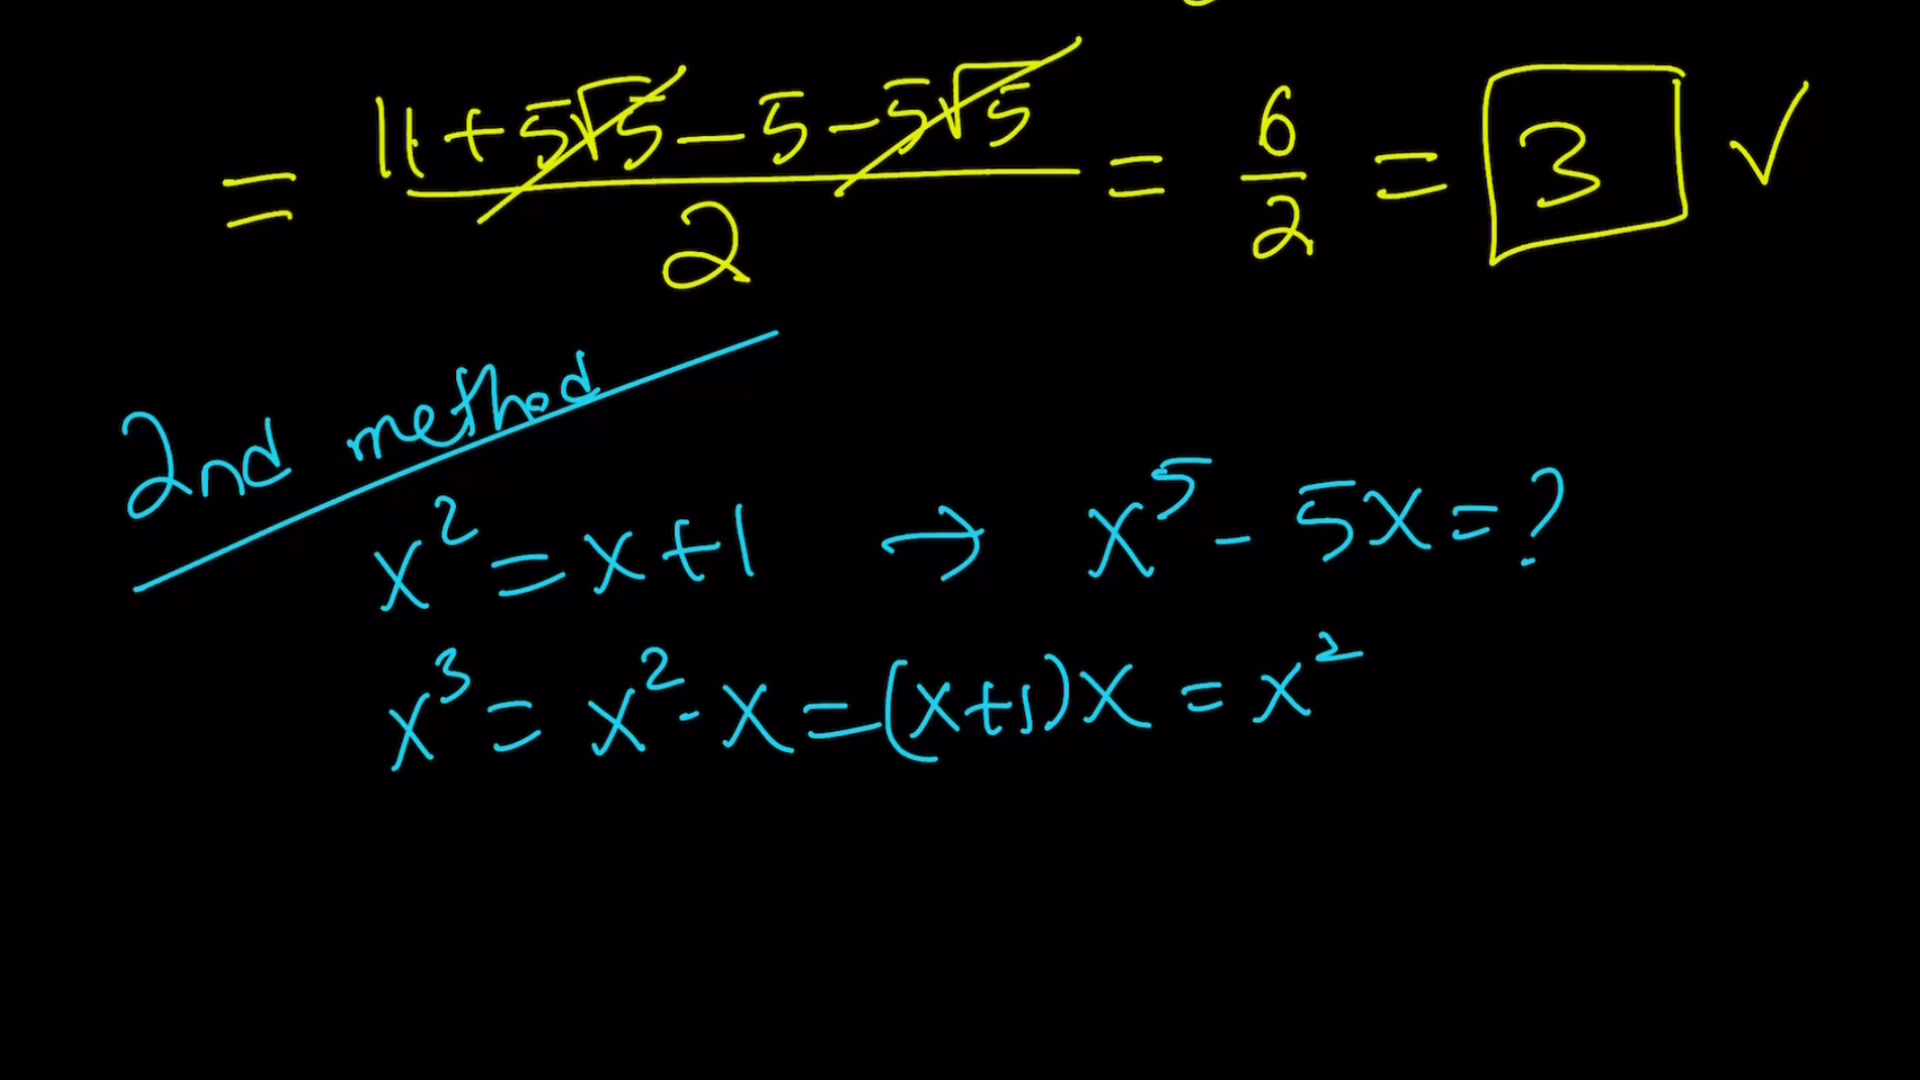 = (11 + 5√5 - 5 - 5√5)/2 = 6/2 = 3 ✓
2nd method
x² = x + 1 → x⁵ - 5x = ?
x³ = x² · x = (x+1)x = x²